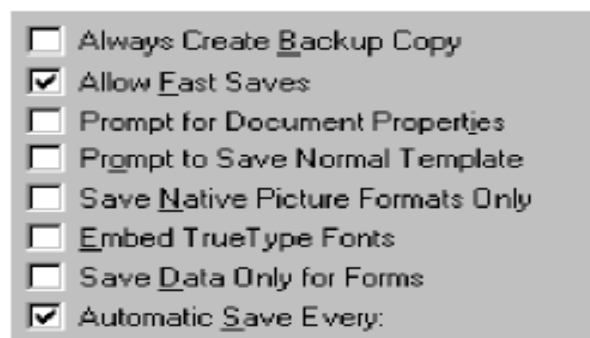 Always Create Backup Copy
Allow Fast Saves
Prompt for Document Properties
Prompt to Save Normal Template
Save Native Picture Formats Only
Embed TrueType Fonts
Save Data Only for Forms
Automatic Save Every: